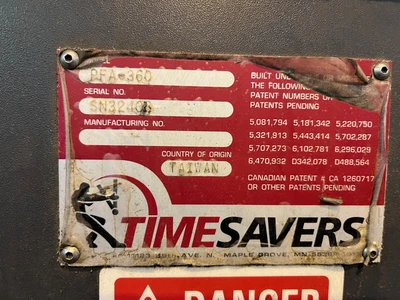 PFA-360
BUILT UNDER
THE FOLLOWING
SERIAL NO.
PATENT NUMBERS OR
PATENTS PENDING
MANUFACTURING NO.
5,081,794 5,181,342 5,220,750
5,321,913 5,443,414 5,702,287
5,707,273 6,102,781 6,296,029
COUNTRY OF ORIGIN
6,470,932 D342,078 D488,564
TAIWAN
CANADIAN PATENT # CA 1260717
OR OTHER PATENTS PENDING
TIMESAVERS
AVE. N. MAPLE GROVE, MN
DANGER